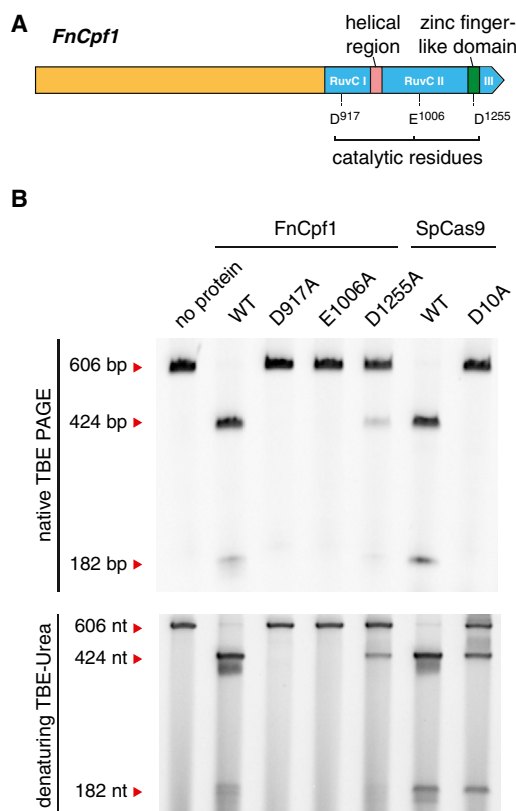 A
FnCpf1
helical
region
zinc finger-
like domain
RuvC I
RuvC II
III
D917
E1006
D1255
catalytic residues
B
FnCpf1
SpCas9
no protein
WT
D917A
E1006A
D1255A
WT
D10A
native TBE PAGE
606 bp
424 bp
182 bp
denaturing TBE-Urea
606 nt
424 nt
182 nt